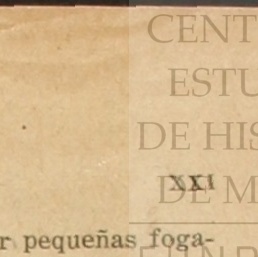 CENT
ESTU
DE HIS
XXI
DE M
r pequeñas foga-